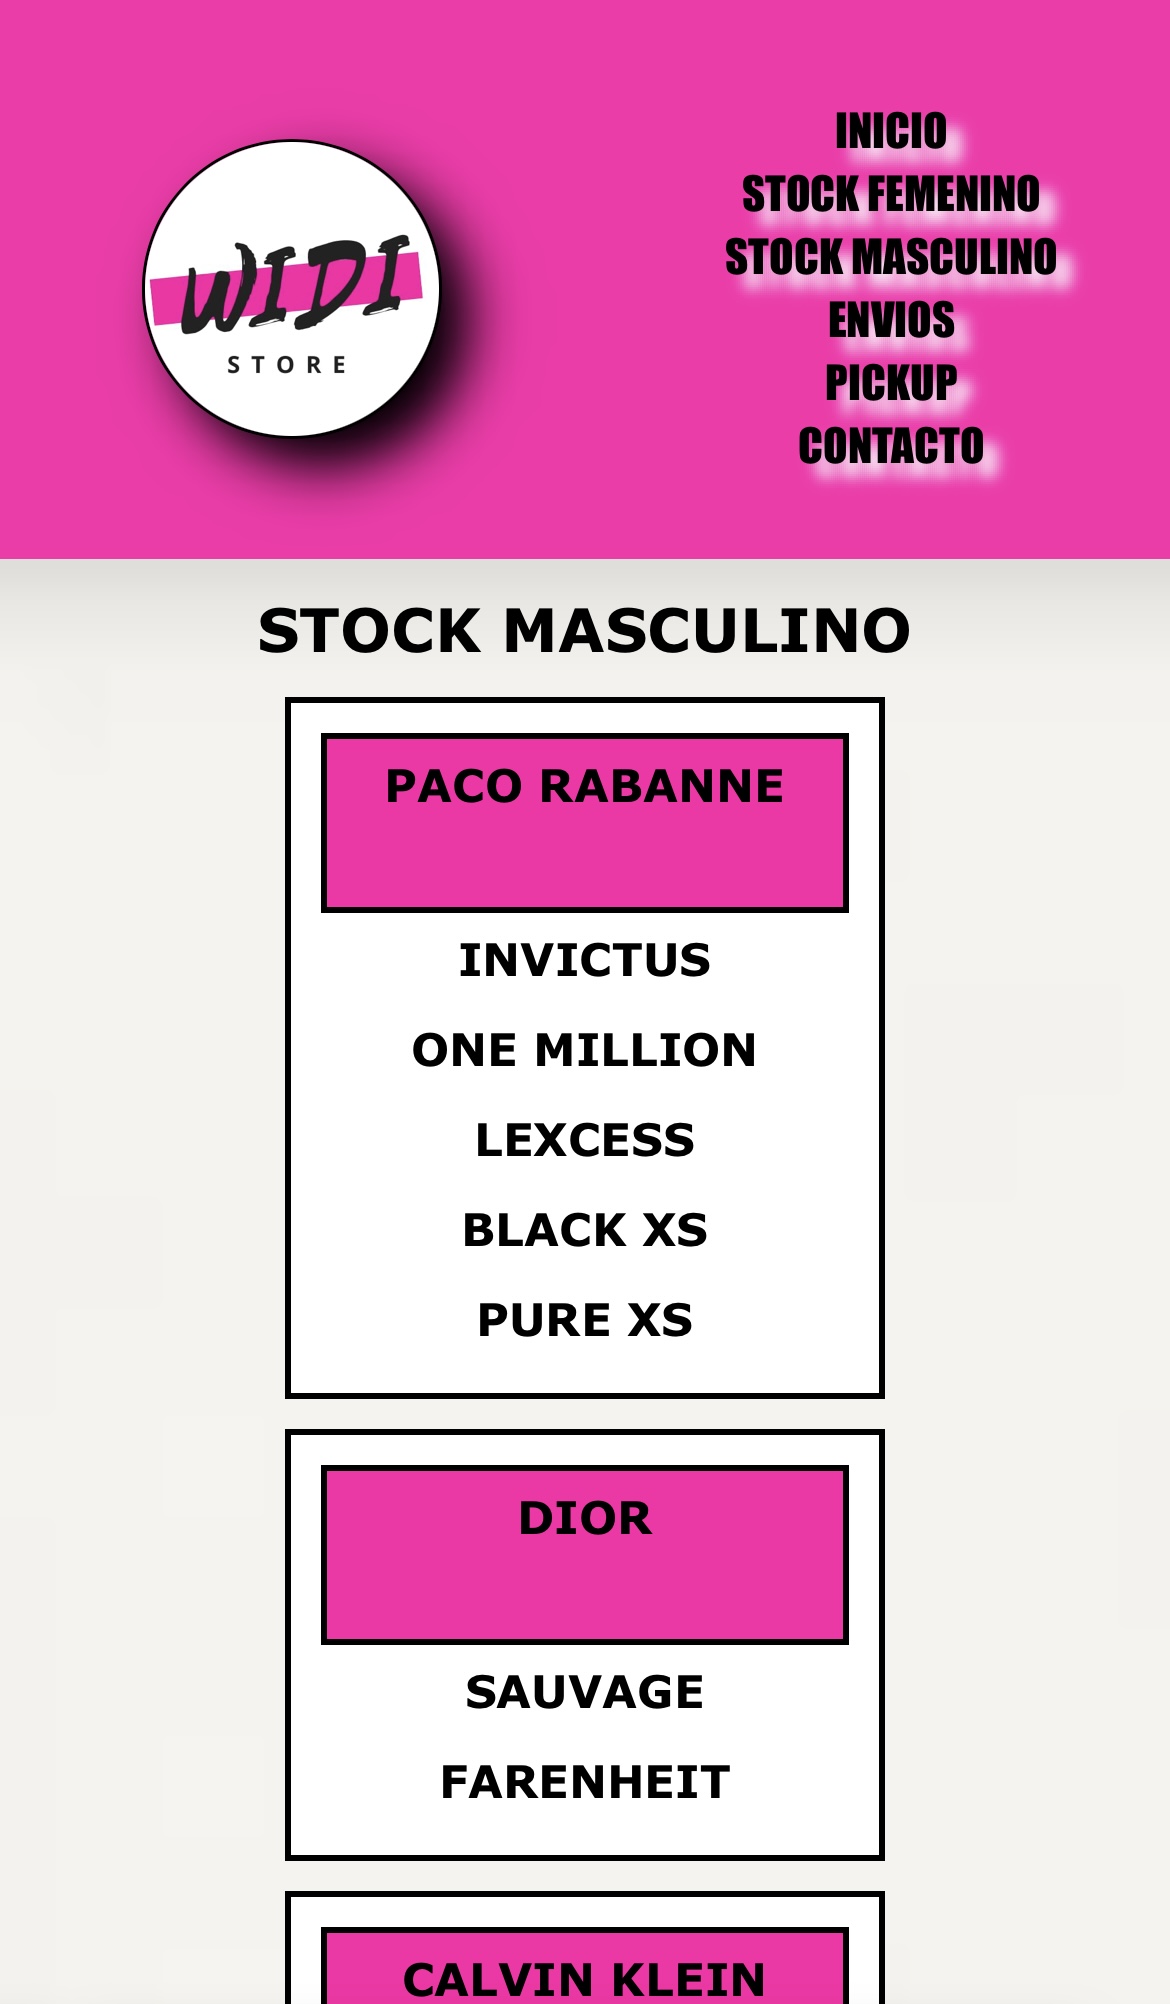 WIDI
STORE
INICIO
STOCK FEMENINO
STOCK MASCULINO
ENVIOS
PICKUP
CONTACTO
STOCK MASCULINO
PACO RABANNE
INVICTUS
ONE MILLION
LEXCESS
BLACK XS
PURE XS
DIOR
SAUVAGE
FARENHEIT
CALVIN KLEIN